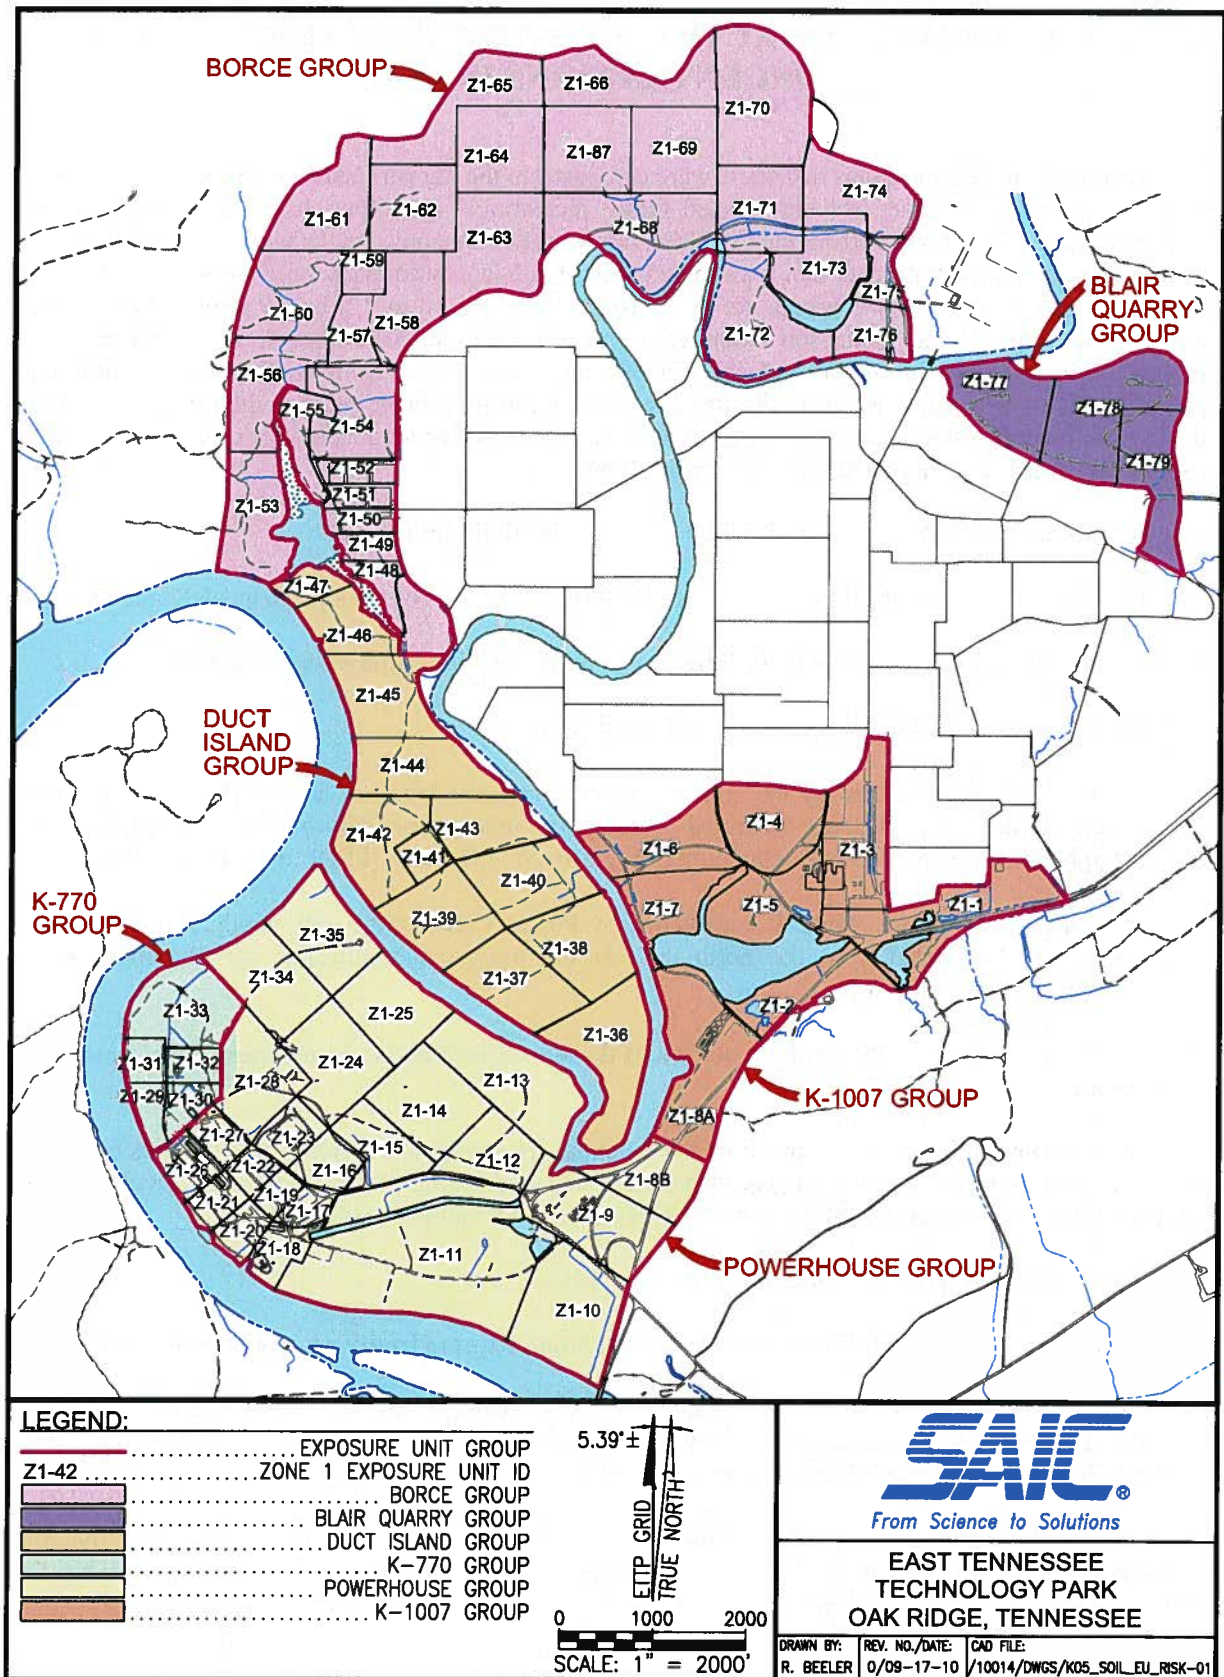 BORCE GROUP
Z1-65
Z1-66
Z1-70
Z1-64
Z1-87
Z1-69
Z1-74
Z1-61
Z1-62
Z1-63
Z1-68
Z1-71
Z1-59
Z1-73
Z1-75
BLAIR
QUARRY
GROUP
Z1-60
Z1-58
Z1-57
Z1-72
Z1-76
Z1-56
Z1-77
Z1-78
Z1-79
Z1-55
Z1-54
Z1-52
Z1-51
Z1-53
Z1-50
Z1-49
Z1-48
Z1-47
Z1-46
Z1-45
DUCT
ISLAND
GROUP
Z1-44
Z1-42
Z1-43
Z1-41
Z1-40
Z1-4
Z1-6
Z1-3
Z1-39
Z1-38
Z1-7
Z1-5
Z1-1
K-770
GROUP
Z1-35
Z1-34
Z1-37
Z1-33
Z1-25
Z1-36
Z1-2
Z1-31
Z1-32
Z1-24
Z1-28
Z1-13
K-1007 GROUP
Z1-29
Z1-30
Z1-14
Z1-8A
Z1-27
Z1-23
Z1-15
Z1-26
Z1-22
Z1-16
Z1-12
Z1-8B
Z1-21
Z1-19
Z1-17
Z1-9
Z1-20
Z1-18
Z1-11
POWERHOUSE GROUP
Z1-10
LEGEND:
EXPOSURE UNIT GROUP
Z1-42 ZONE 1 EXPOSURE UNIT ID
BORCE GROUP
BLAIR QUARRY GROUP
DUCT ISLAND GROUP
K-770 GROUP
POWERHOUSE GROUP
K-1007 GROUP
5.39°±
ETTP GRID
TRUE NORTH
0 1000 2000
SCALE: 1" = 2000'
SAIC®
From Science to Solutions
EAST TENNESSEE
TECHNOLOGY PARK
OAK RIDGE, TENNESSEE
DRAWN BY: REV. NO./DATE: CAD FILE:
R. BEELER 0/09-17-10 /10014/DWGS/K05_SOIL_EU_RISK-01